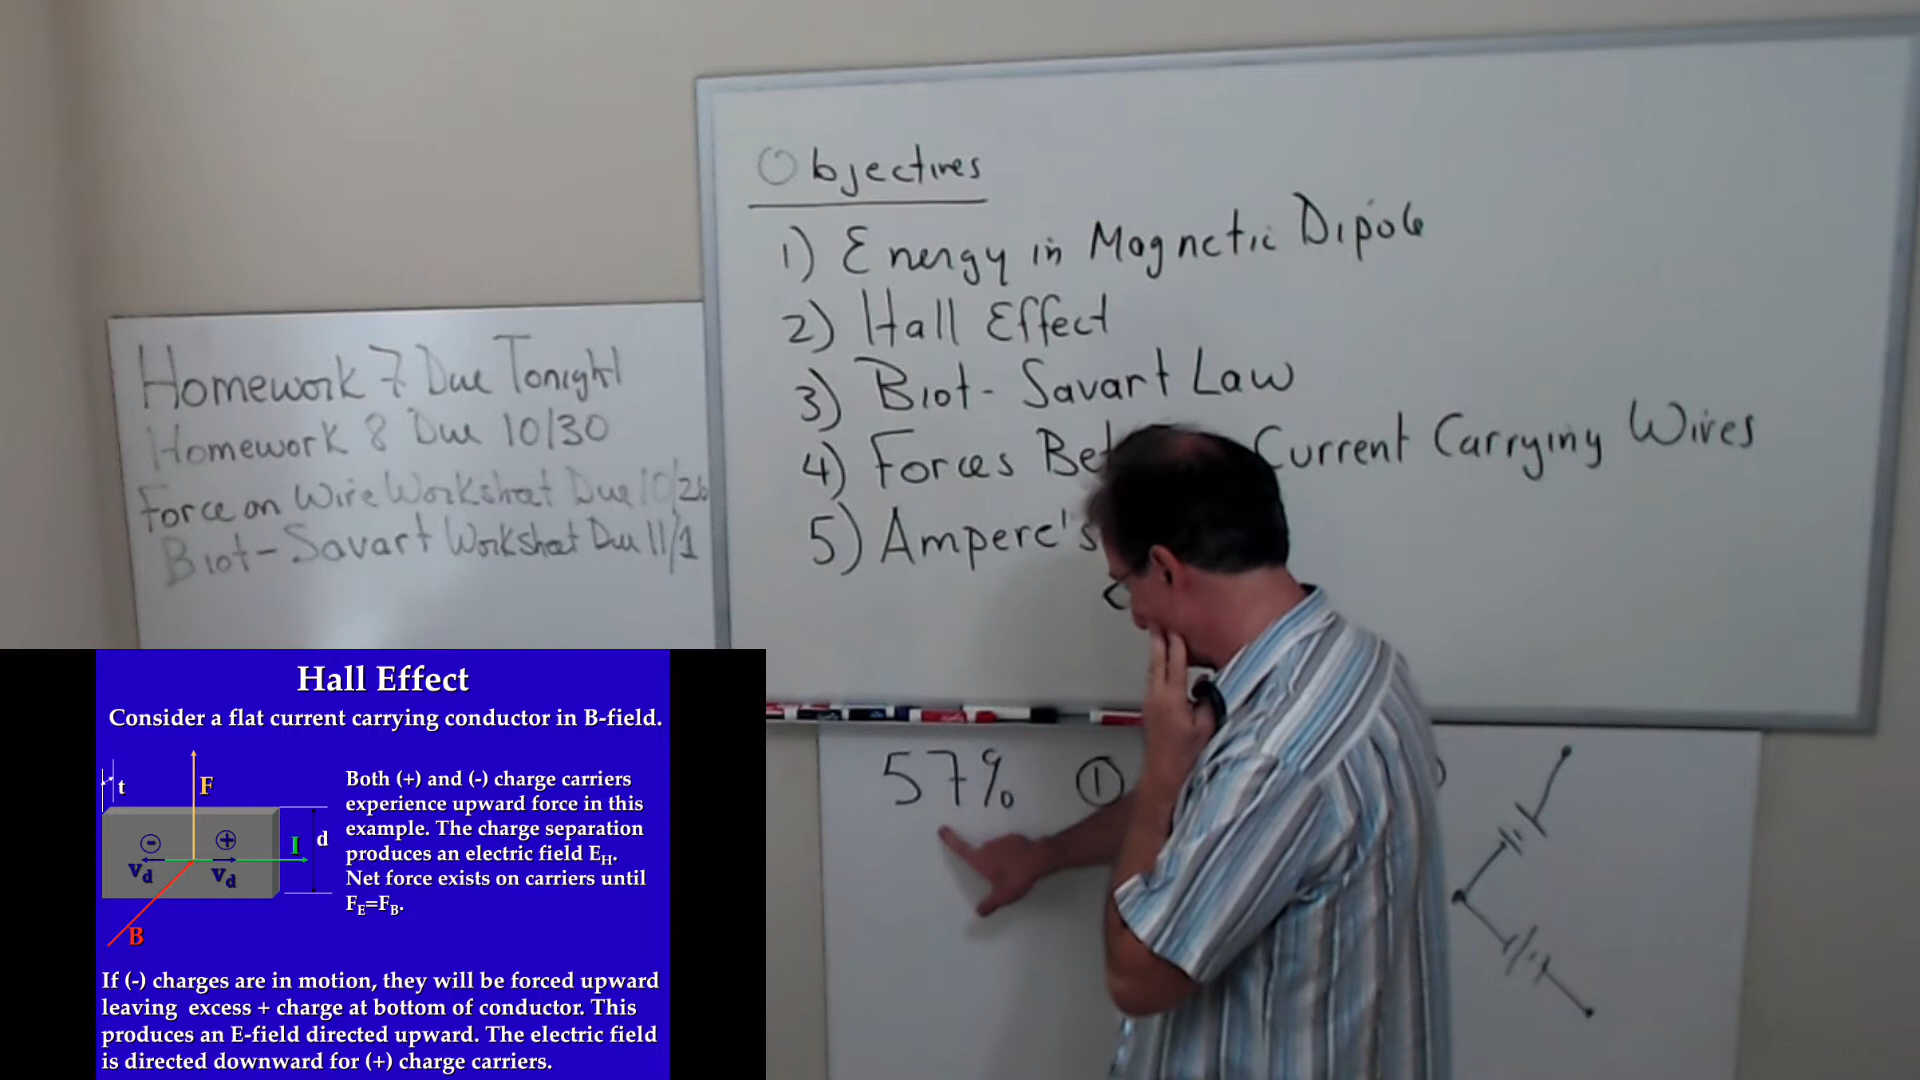 Objectives
1) Energy in Magnetic Dipole
2) Hall Effect
3) Biot-Savart Law
4) Forces Current Carrying Wires
5) Ampere's
Homework 7 Due Tonight
Homework 8 Due 10/30
Force on Wire Worksheet Due 10/26
Biot-Savart Worksheet Due 11/1
57% ①
Hall Effect
Consider a flat current carrying conductor in B-field.
t
F
d
I
- +
vd vd
B
Both (+) and (-) charge carriers
experience upward force in this
example. The charge separation
produces an electric field EH.
Net force exists on carriers until
FE=FB.
If (-) charges are in motion, they will be forced upward
leaving excess + charge at bottom of conductor. This
produces an E-field directed upward. The electric field
is directed downward for (+) charge carriers.